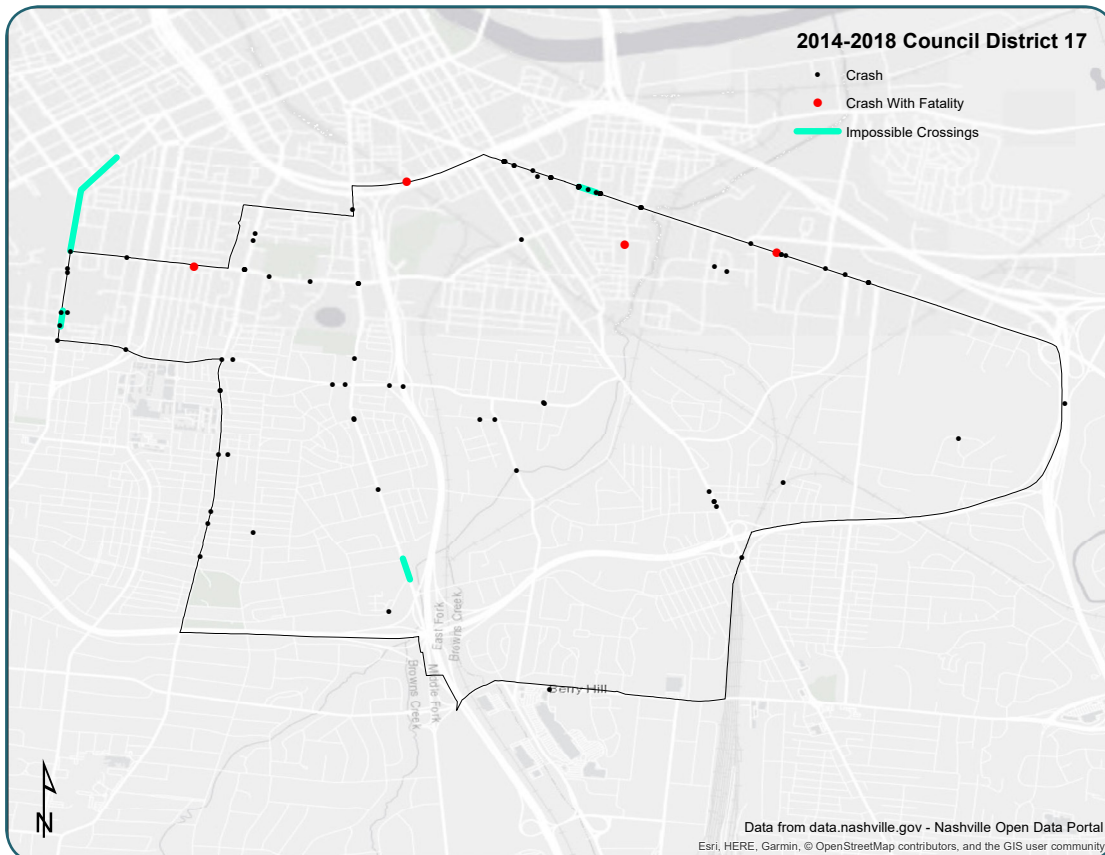 2014-2018 Council District 17
Crash
Crash With Fatality
Impossible Crossings
East Fork
Browns Creek
Browns Creek
Middle Fork
Berry Hill
N
Data from data.nashville.gov - Nashville Open Data Portal
Esri, HERE, Garmin, © OpenStreetMap contributors, and the GIS user community